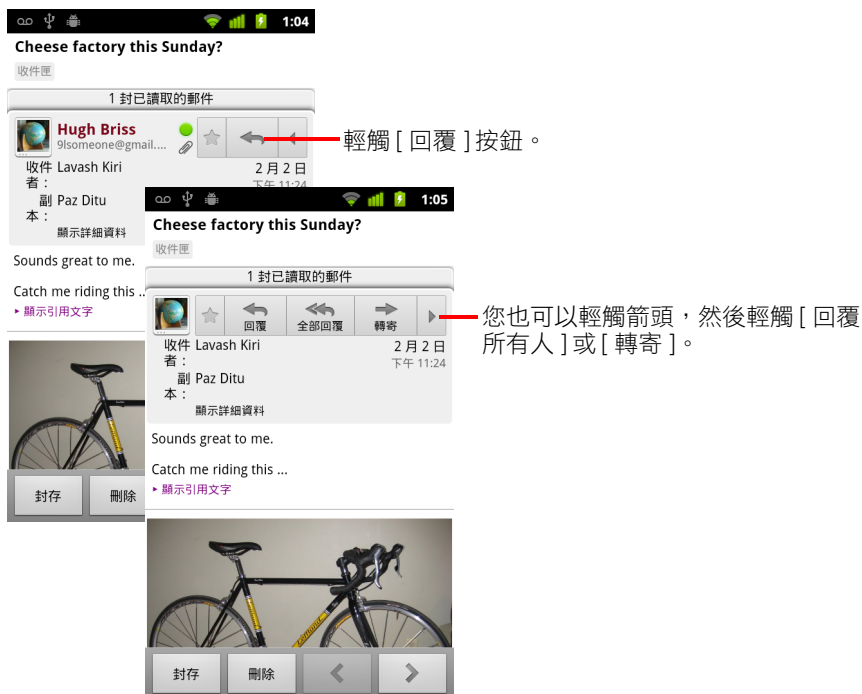 1:04
Cheese factory this Sunday?
收件匣
1 封已讀取的郵件
Hugh Briss
9lsomeone@gmail....
收件者： Lavash Kiri 2 月 2 日
下午 11:24
副本： Paz Ditu
顯示詳細資料
Sounds great to me.
Catch me riding this ..
▸ 顯示引用文字
封存 刪除
輕觸 [ 回覆 ] 按鈕。
1:05
Cheese factory this Sunday?
收件匣
1 封已讀取的郵件
回覆 全部回覆 轉寄
收件者： Lavash Kiri 2 月 2 日
下午 11:24
副本： Paz Ditu
顯示詳細資料
Sounds great to me.
Catch me riding this ...
▸ 顯示引用文字
封存 刪除
您也可以輕觸箭頭，然後輕觸 [ 回覆
所有人 ] 或 [ 轉寄 ]。